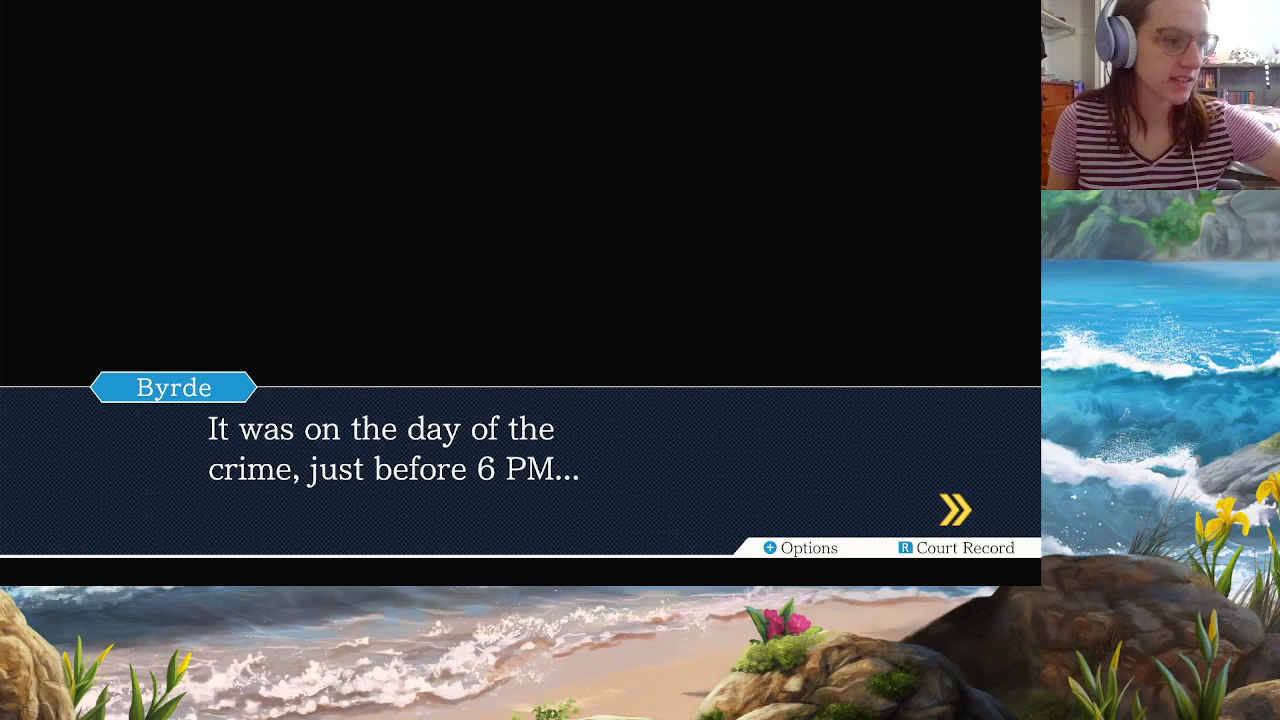 Byrde
It was on the day of the
crime, just before 6 PM...
+ Options
R Court Record